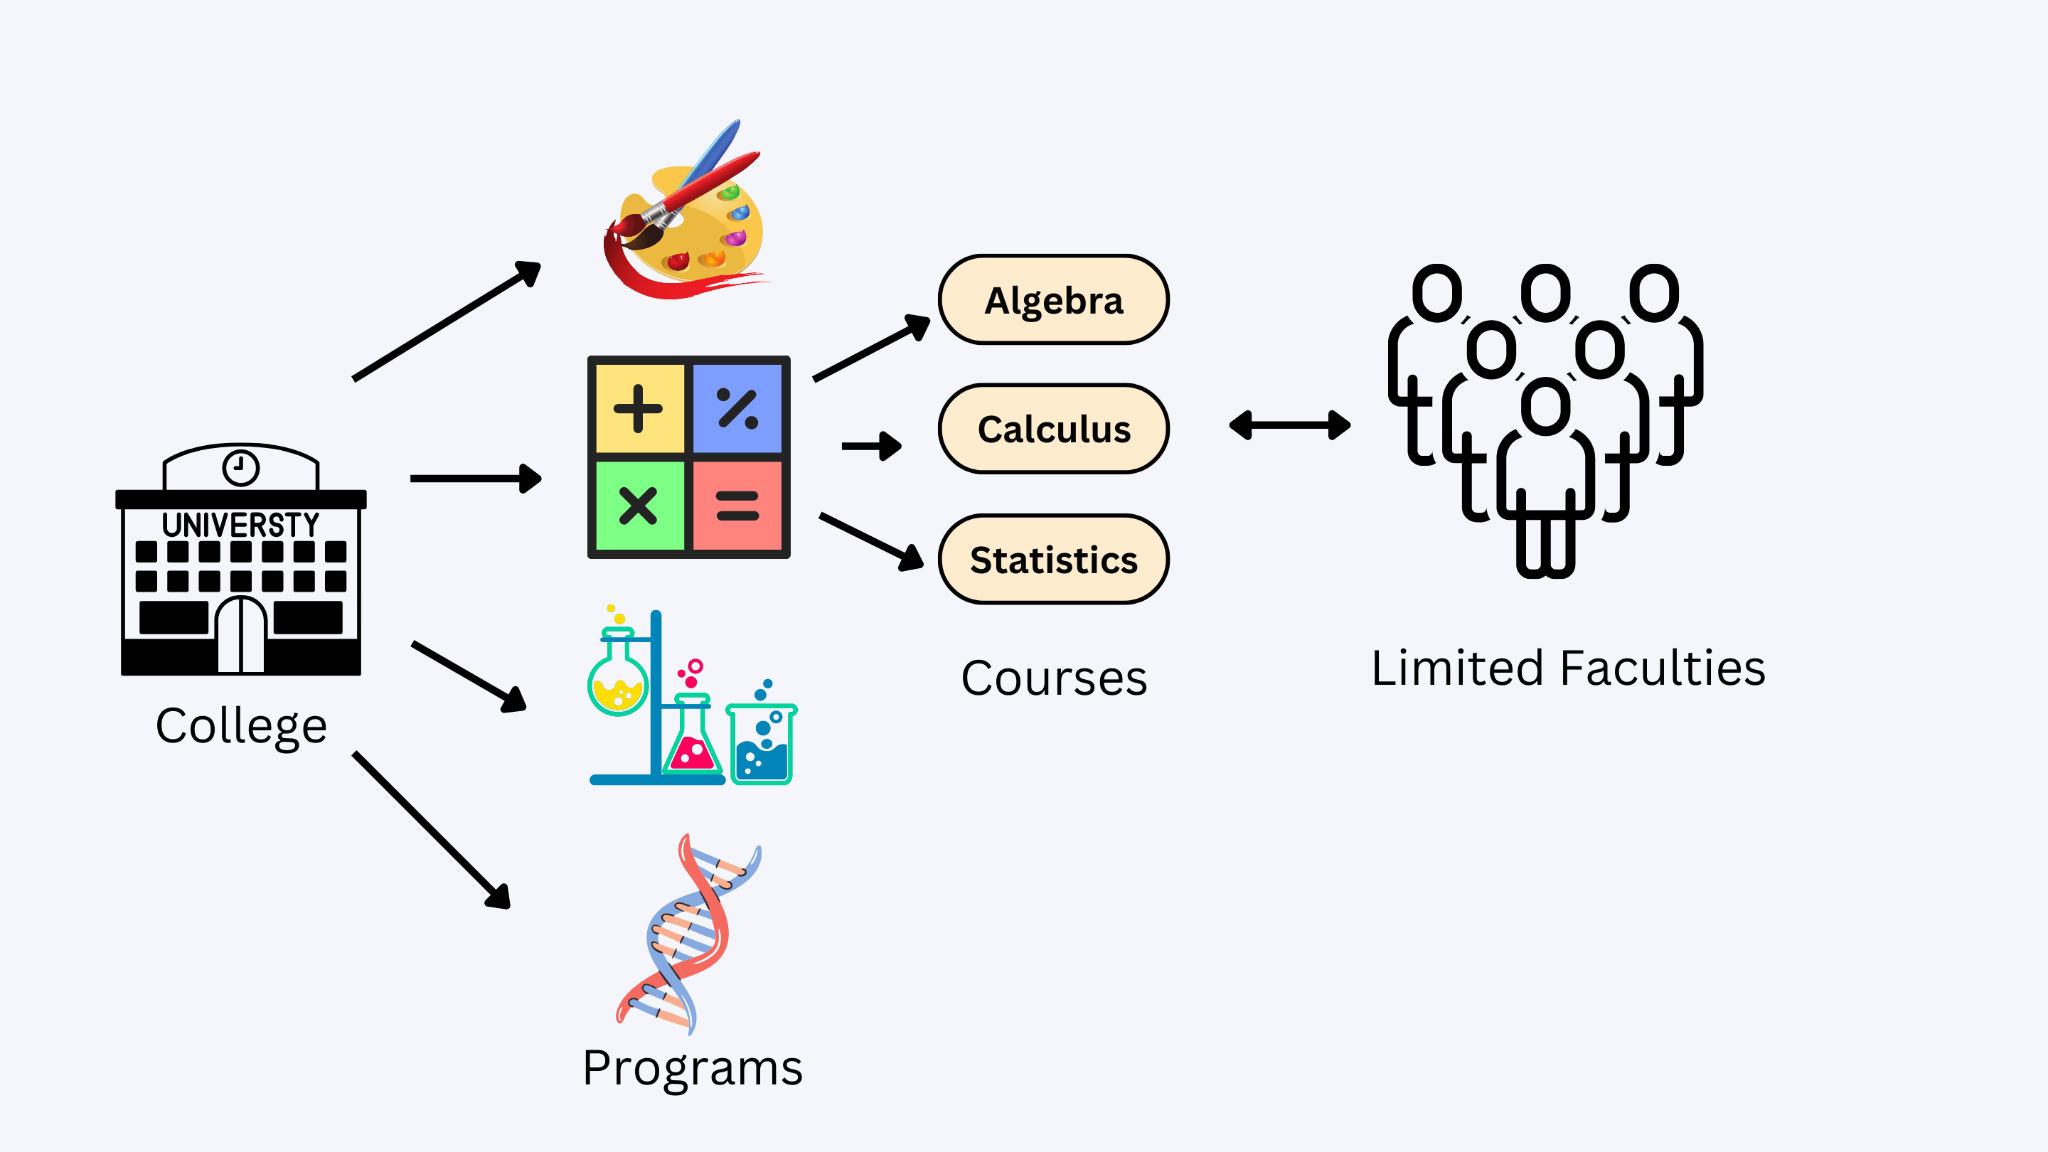 UNIVERSTY
College
Programs
Algebra
Calculus
Statistics
Courses
Limited Faculties